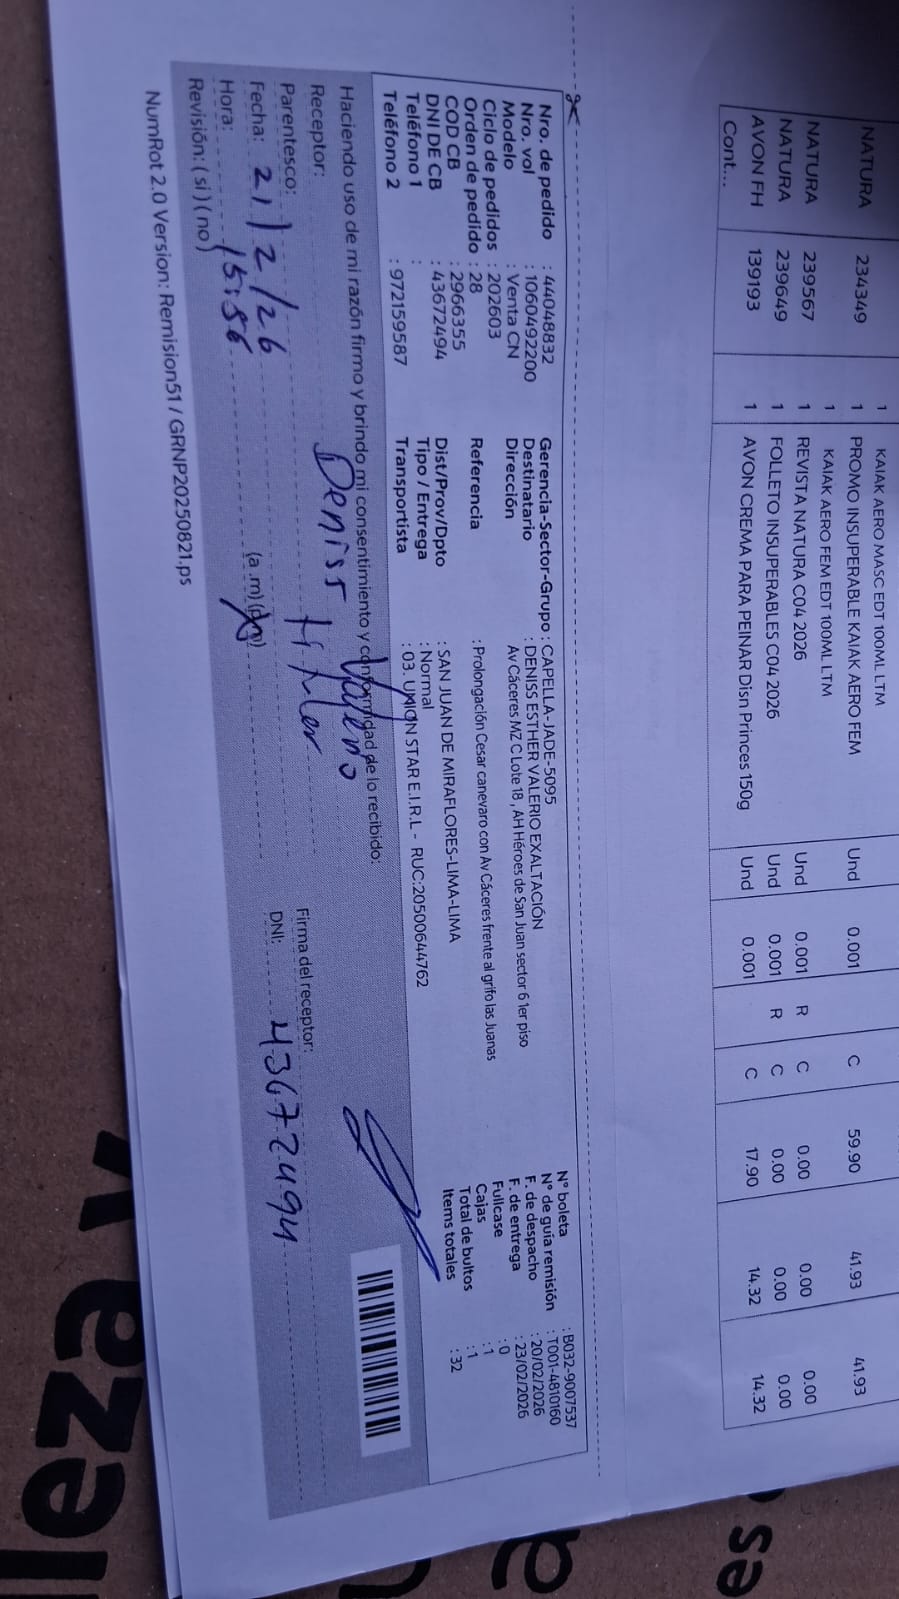 1 KAIAK AERO MASC EDT 100ML LTM
NATURA 234349 1 PROMO INSUPERABLE KAIAK AERO FEM Und 0.001 C 59.90 41.93 41.93
1 KAIAK AERO FEM EDT 100ML LTM
NATURA 239567 1 REVISTA NATURA C04 2026 Und 0.001 R C 0.00 0.00 0.00
NATURA 239649 1 FOLLETO INSUPERABLES C04 2026 Und 0.001 R C 0.00 0.00 0.00
AVON FH 139193 1 AVON CREMA PARA PEINAR Disn Princes 150g Und 0.001 C 17.90 14.32 14.32
Cont...
Nro. de pedido : 44048832
Nro. vol : 1060492200
Modelo : Venta CN
Ciclo de pedidos : 202603
Orden de pedido : 28
COD CB : 2966355
DNI DE CB : 43672494
Teléfono 1 :
Teléfono 2 : 972159587
Gerencia-Sector-Grupo : CAPELLA-JADE-5095
Destinatario : DENISS ESTHER VALERIO EXALTACIÓN
Dirección Av Cáceres MZ C Lote 18 , AH Héroes de San Juan sector 6 1er piso
Referencia : Prolongación Cesar canevaro con Av Cáceres frente al grifo las Juanas
Dist/Prov/Dpto : SAN JUAN DE MIRAFLORES-LIMA-LIMA
Tipo / Entrega : Normal
Transportista : 03. UNION STAR E.I.R.L - RUC:20500644762
N° boleta : B032-9007537
N° de guía remisión : T001-4810160
F. de despacho : 20/02/2026
F. de entrega : 23/02/2026
Fullcase : 0
Cajas : 1
Total de bultos : 1
Items totales : 32
Haciendo uso de mi razón firmo y brindo mi consentimiento y conformidad de lo recibido:
Receptor: Deniss Valerio
Parentesco: titular
Firma del receptor:
Fecha: 21/2/26
DNI: 43672494
Hora: 15:56 (a .m) (p.m)
Revisión: ( si ) ( no )
NumRot 2.0 Version: Remision51 / GRNP20250821.ps
lleza y
se